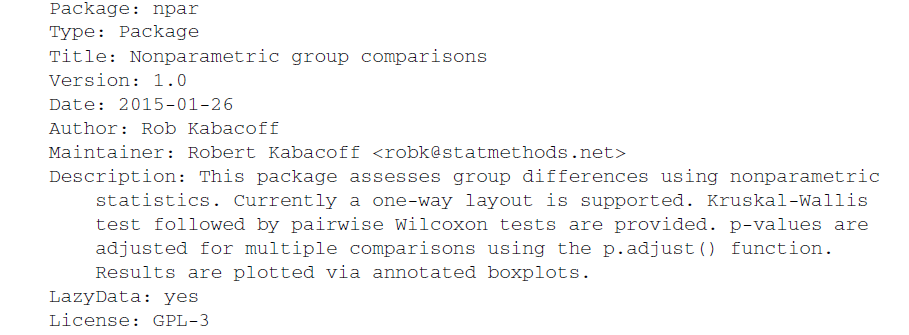 Package: npar
Type: Package
Title: Nonparametric group comparisons
Version: 1.0
Date: 2015-01-26
Author: Rob Kabacoff
Maintainer: Robert Kabacoff <robk@statmethods.net>
Description: This package assesses group differences using nonparametric
    statistics. Currently a one-way layout is supported. Kruskal-Wallis
    test followed by pairwise Wilcoxon tests are provided. p-values are
    adjusted for multiple comparisons using the p.adjust() function.
    Results are plotted via annotated boxplots.
LazyData: yes
License: GPL-3